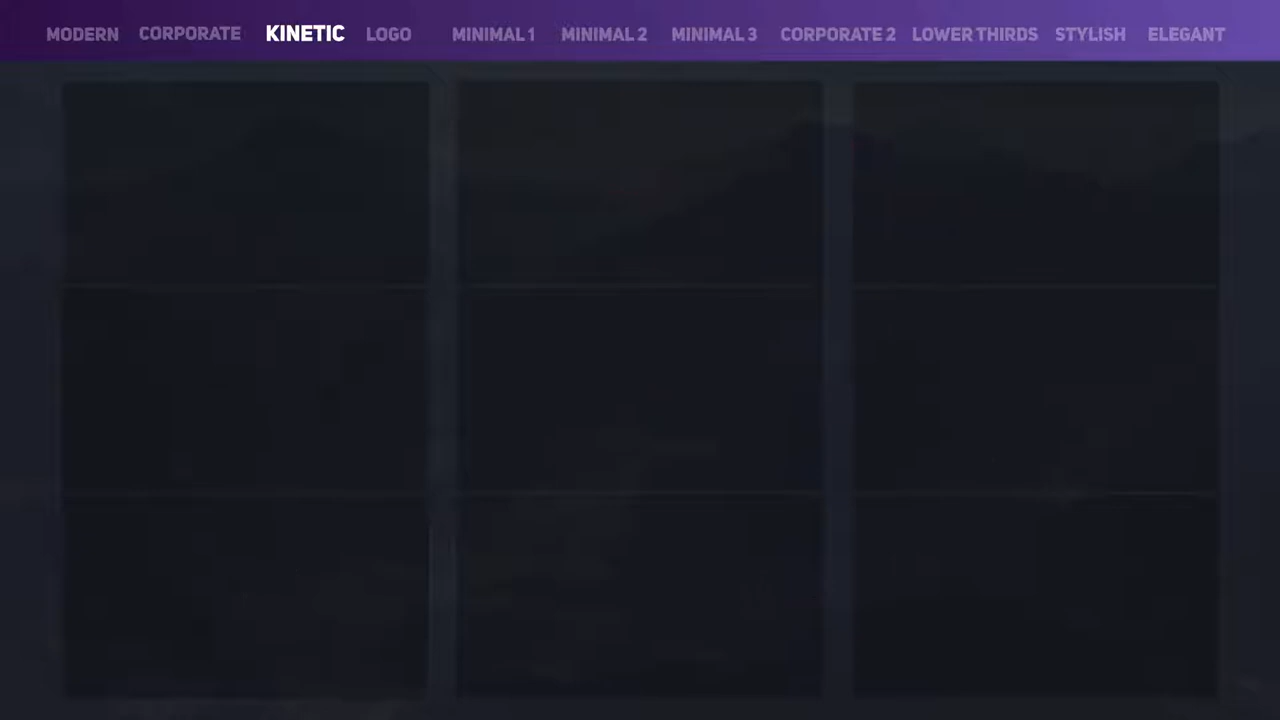 MODERN CORPORATE KINETIC LOGO MINIMAL 1 MINIMAL 2 MINIMAL 3 CORPORATE 2 LOWER THIRDS STYLISH ELEGANT